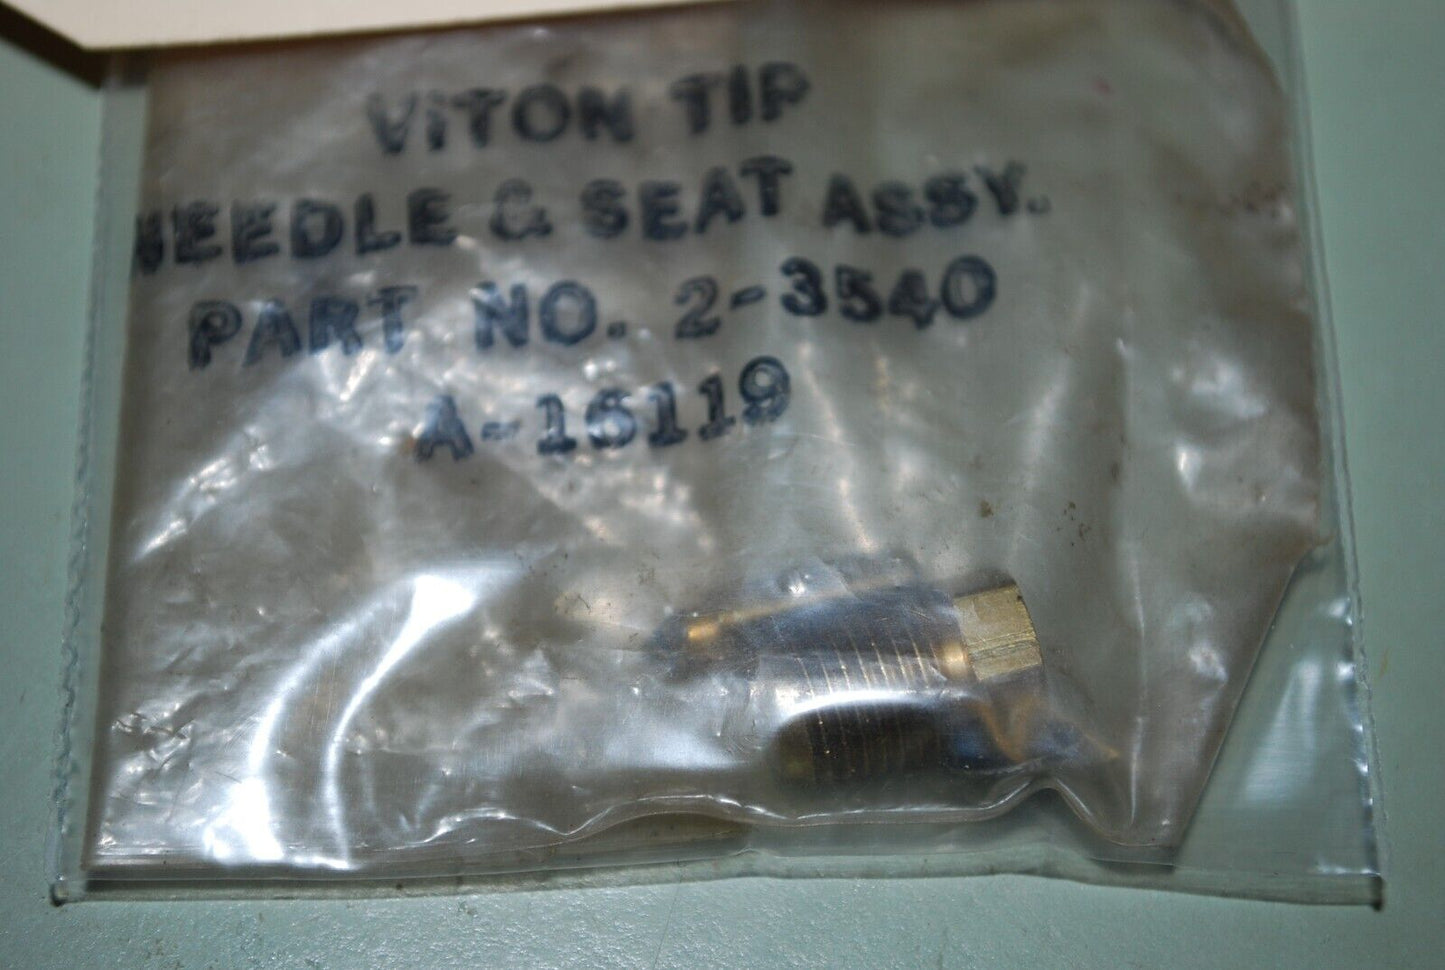 VITON TIP
NEEDLE & SEAT ASSY.
PART NO. 2-3540
A-16119